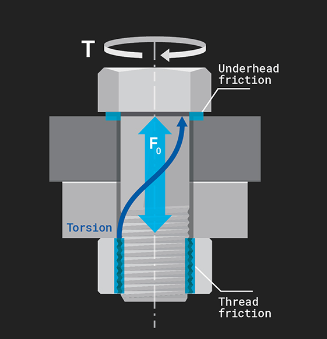 T
Underhead
friction
F0
Torsion
Thread
friction